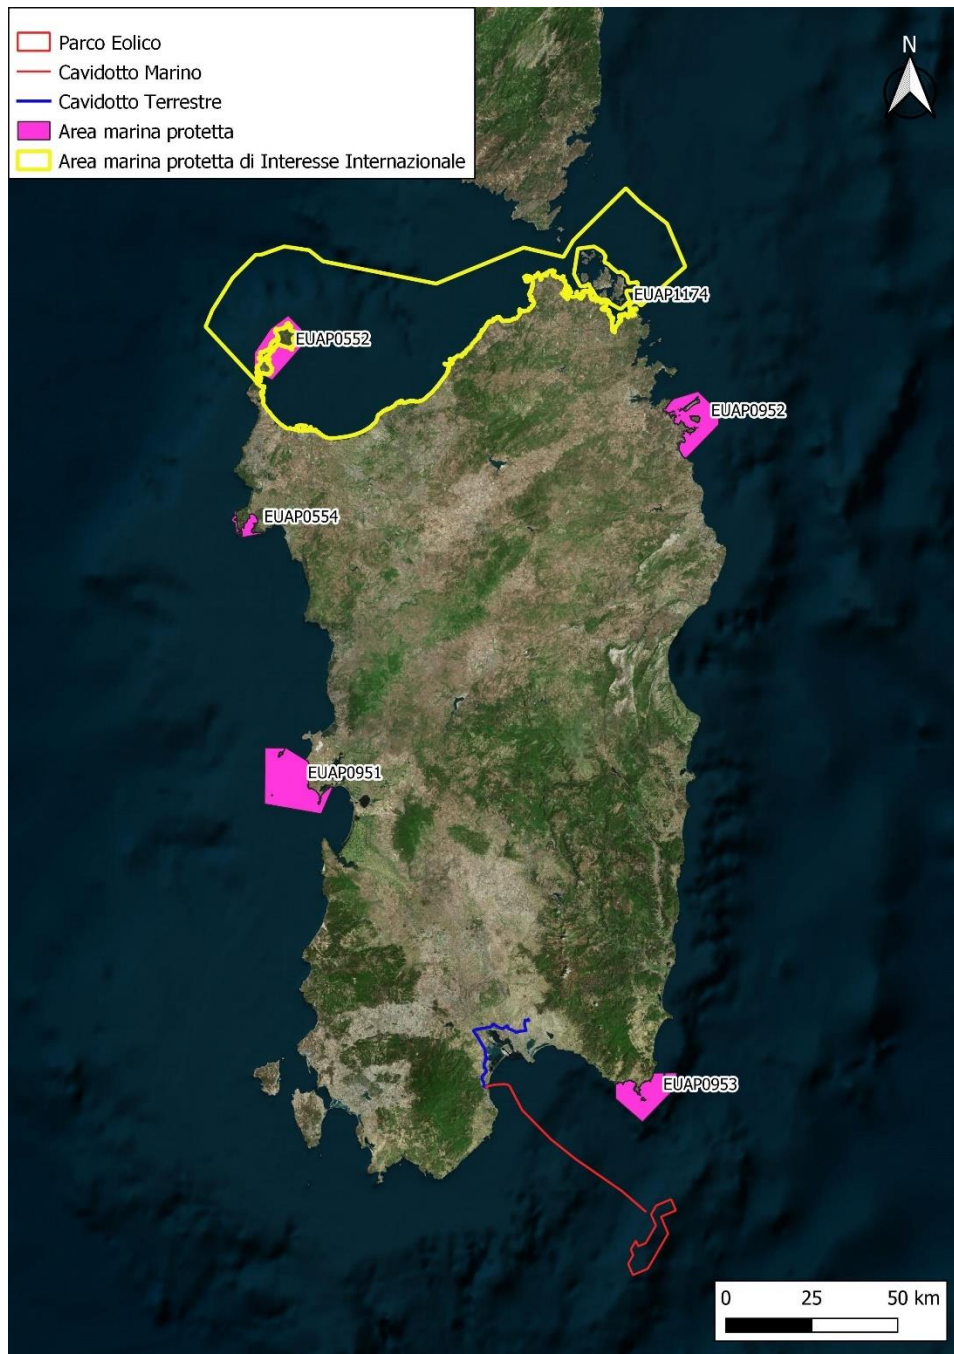 Parco Eolico
Cavidotto Marino
Cavidotto Terrestre
Area marina protetta
Area marina protetta di Interesse Internazionale
N
EUAP1174
EUAP0552
EUAP0952
EUAP0554
EUAP0951
EUAP0953
0 25 50 km